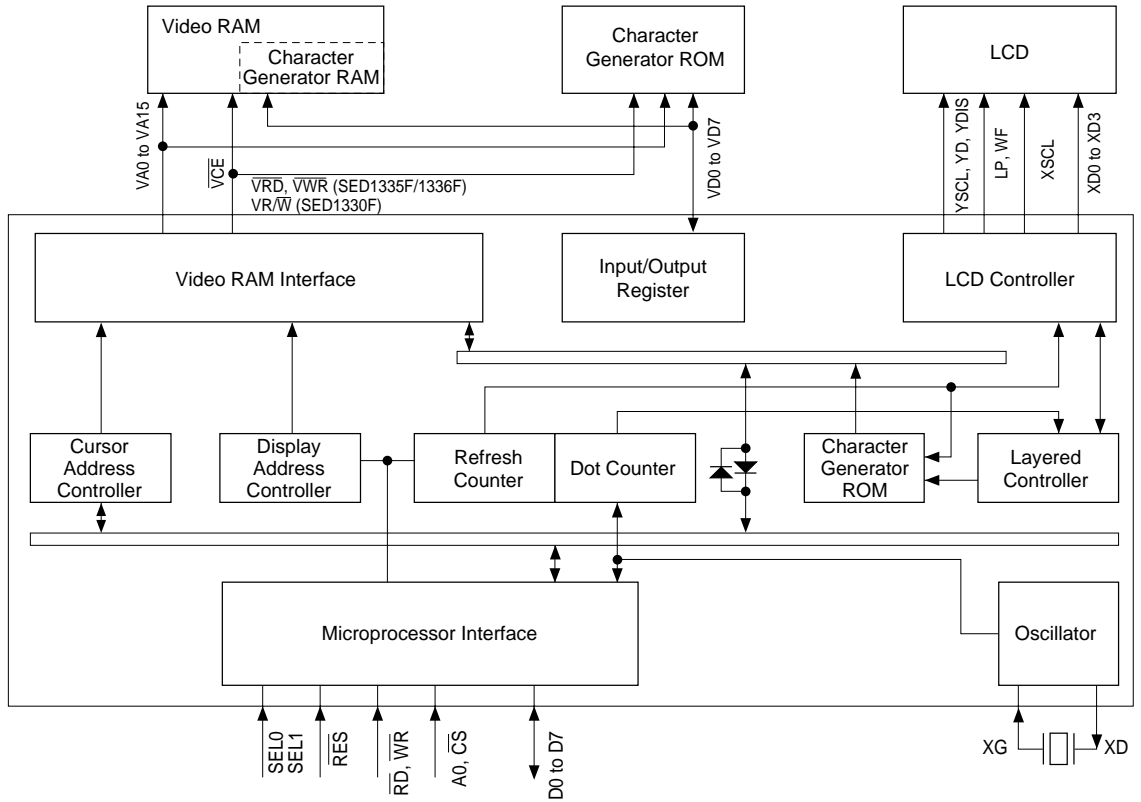 Video RAM
Character
Generator RAM
Character
Generator ROM
LCD
VA0 to VA15
VCE
VRD, VWR (SED1335F/1336F)
VR/W (SED1330F)
VD0 to VD7
YSCL, YD, YDIS
LP, WF
XSCL
XD0 to XD3
Video RAM Interface
Input/Output
Register
LCD Controller
Cursor
Address
Controller
Display
Address
Controller
Refresh
Counter
Dot Counter
Character
Generator
ROM
Layered
Controller
Microprocessor Interface
Oscillator
SEL0
SEL1
RES
RD, WR
A0, CS
D0 to D7
XG
XD